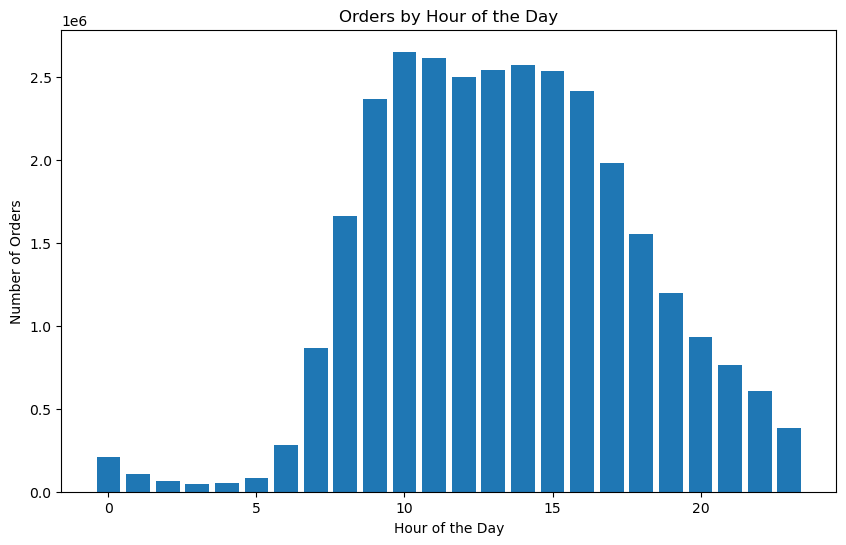 Orders by Hour of the Day
1e6
2.5
2.0
1.5
1.0
0.5
0.0
Number of Orders
0 5 10 15 20
Hour of the Day